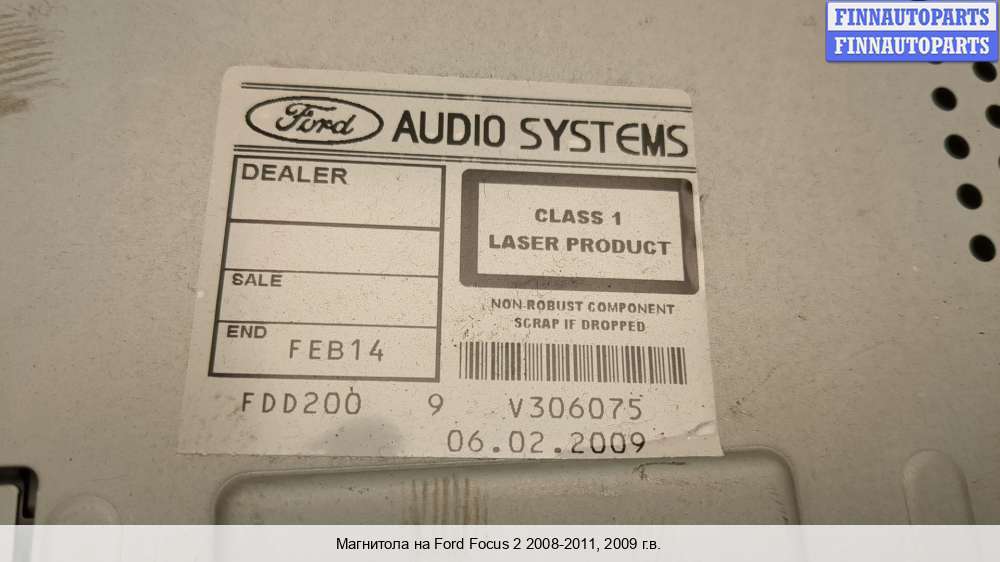 FINNAUTOPARTS
FINNAUTOPARTS
Ford AUDIO SYSTEMS
DEALER
CLASS 1
LASER PRODUCT
SALE
NON-ROBUST COMPONENT
SCRAP IF DROPPED
END FEB14
FDD200 9 V306075
06.02.2009
Магнитола на Ford Focus 2 2008-2011, 2009 г.в.